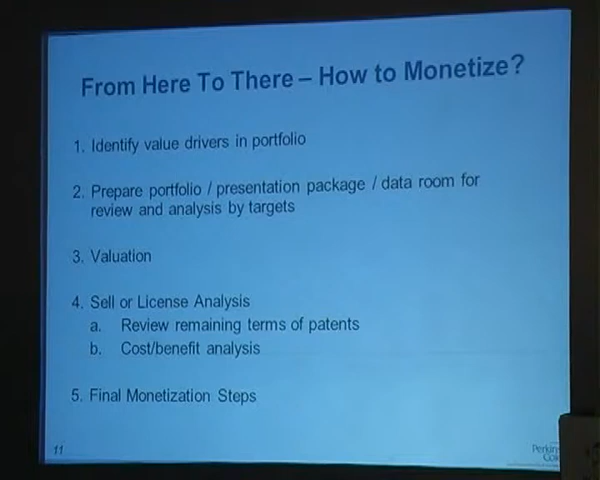 From Here To There – How to Monetize?
1. Identify value drivers in portfolio
2. Prepare portfolio / presentation package / data room for
review and analysis by targets
3. Valuation
4. Sell or License Analysis
a. Review remaining terms of patents
b. Cost/benefit analysis
5. Final Monetization Steps
11